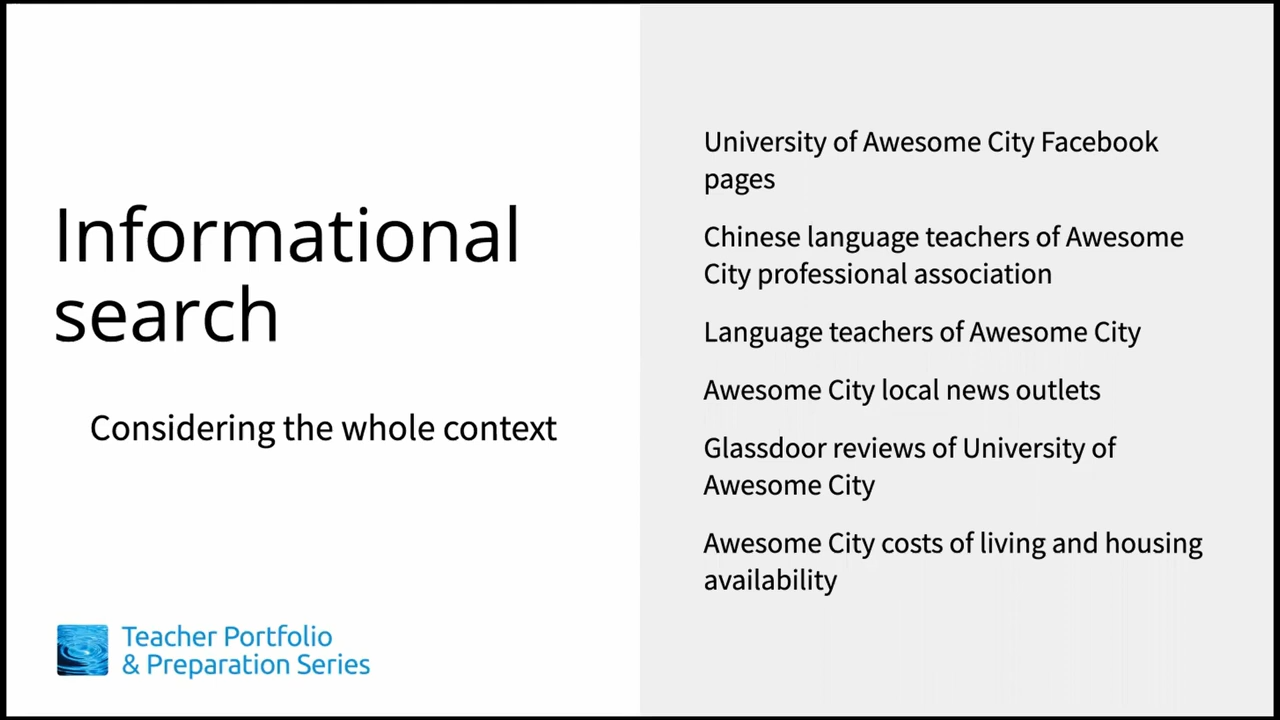 Informational
search
Considering the whole context
University of Awesome City Facebook
pages
Chinese language teachers of Awesome
City professional association
Language teachers of Awesome City
Awesome City local news outlets
Glassdoor reviews of University of
Awesome City
Awesome City costs of living and housing
availability
Teacher Portfolio
& Preparation Series